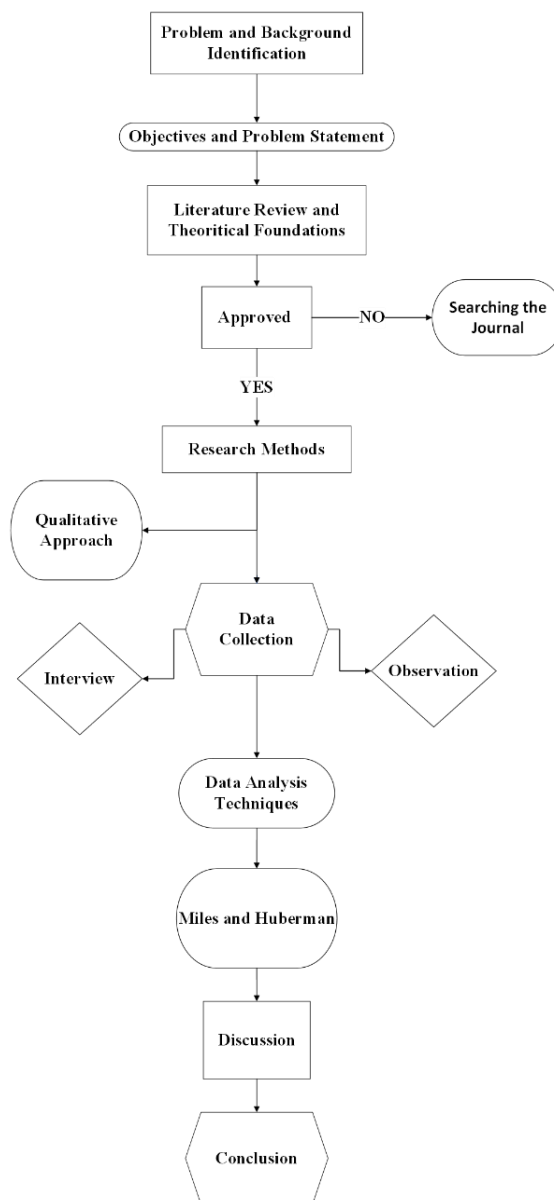 Problem and Background
Identification
Objectives and Problem Statement
Literature Review and
Theoritical Foundations
Approved
NO
Searching the
Journal
YES
Research Methods
Qualitative
Approach
Data
Collection
Interview
Observation
Data Analysis
Techniques
Miles and Huberman
Discussion
Conclusion